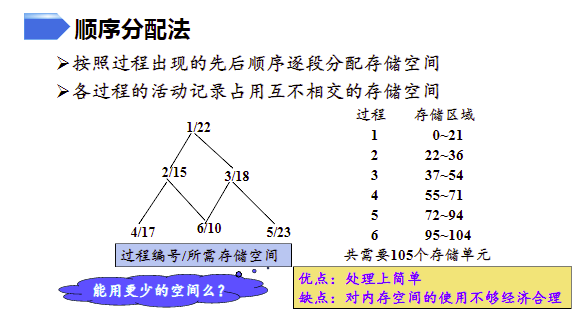 顺序分配法
➢按照过程出现的先后顺序逐段分配存储空间
➢各过程的活动记录占用互不相交的存储空间
1/22
2/15
3/18
4/17
6/10
5/23
过程编号/所需存储空间
能用更少的空间么？
过程 存储区域
1 0~21
2 22~36
3 37~54
4 55~71
5 72~94
6 95~104
共需要105个存储单元
优点：处理上简单
缺点：对内存空间的使用不够经济合理